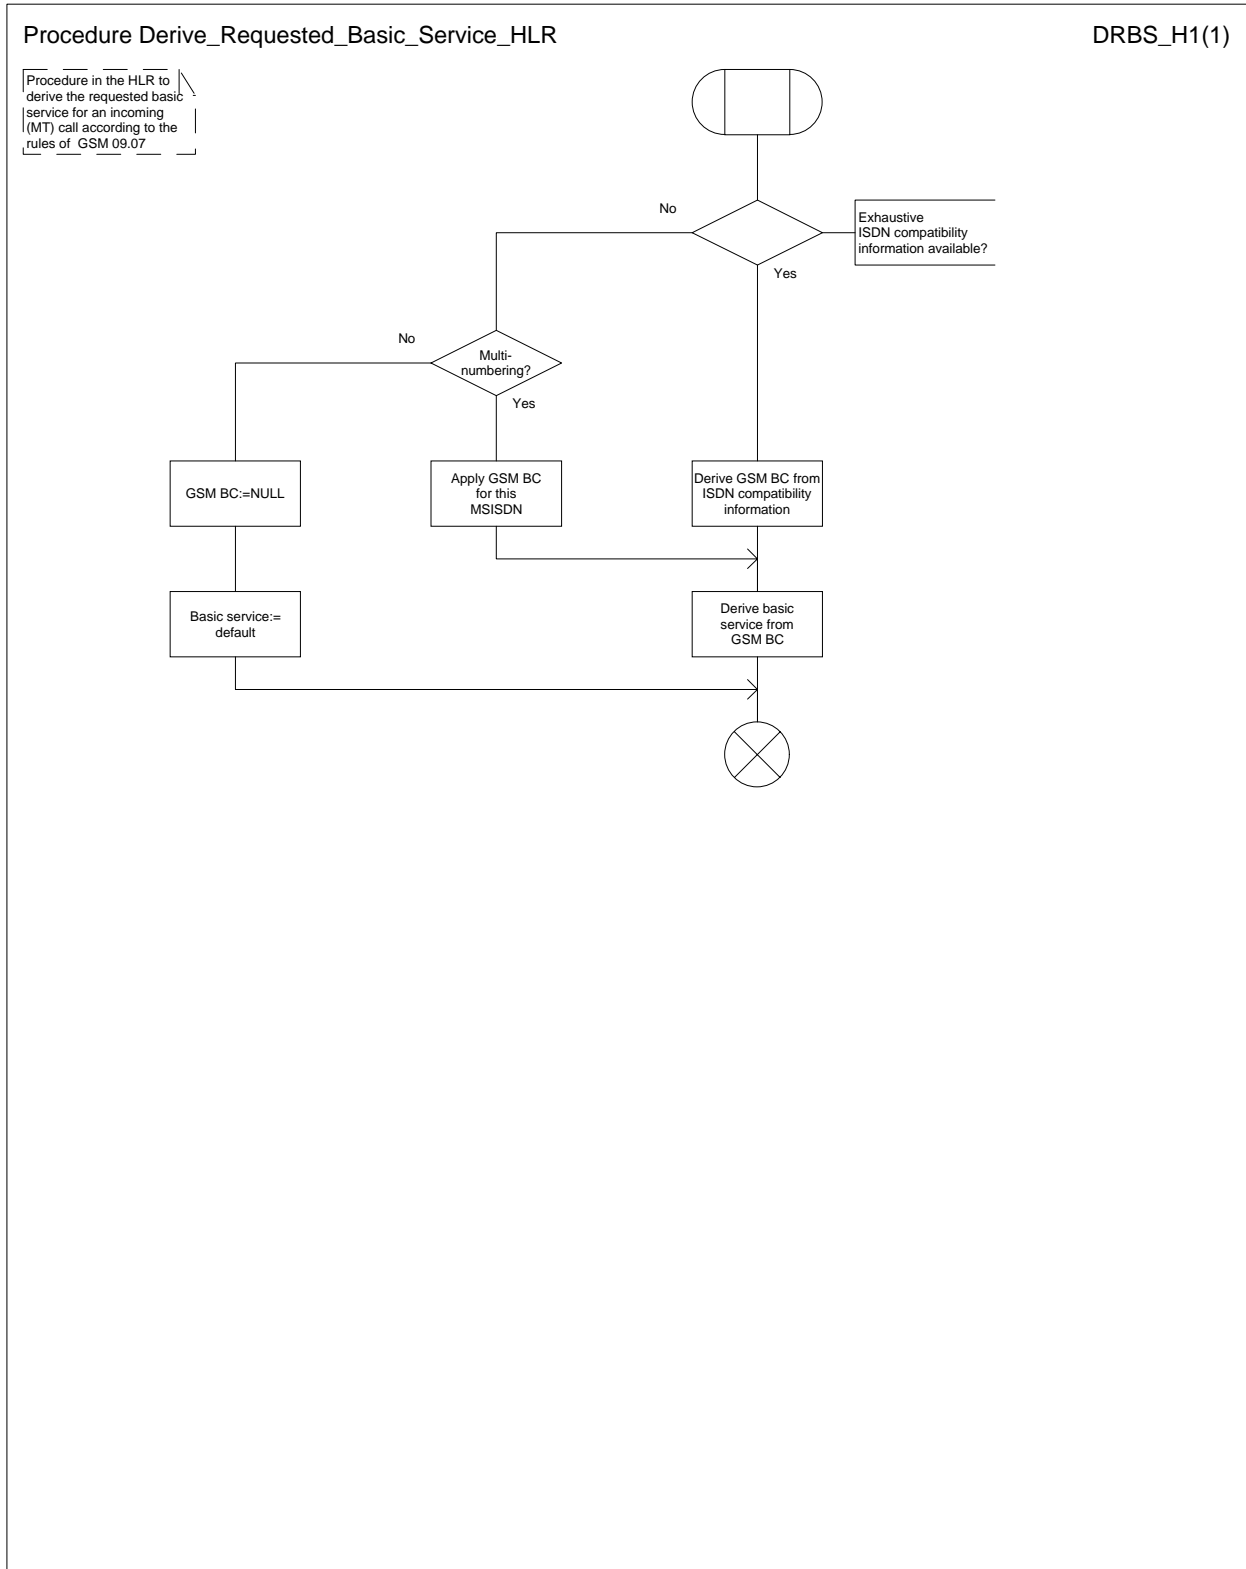 Procedure Derive_Requested_Basic_Service_HLR
DRBS_H1(1)
Procedure in the HLR to
derive the requested basic
service for an incoming
(MT) call according to the
rules of GSM 09.07
No
Exhaustive
ISDN compatibility
information available?
Yes
No
Multi-
numbering?
Yes
GSM BC:=NULL
Apply GSM BC
for this
MSISDN
Derive GSM BC from
ISDN compatibility
information
Basic service:=
default
Derive basic
service from
GSM BC